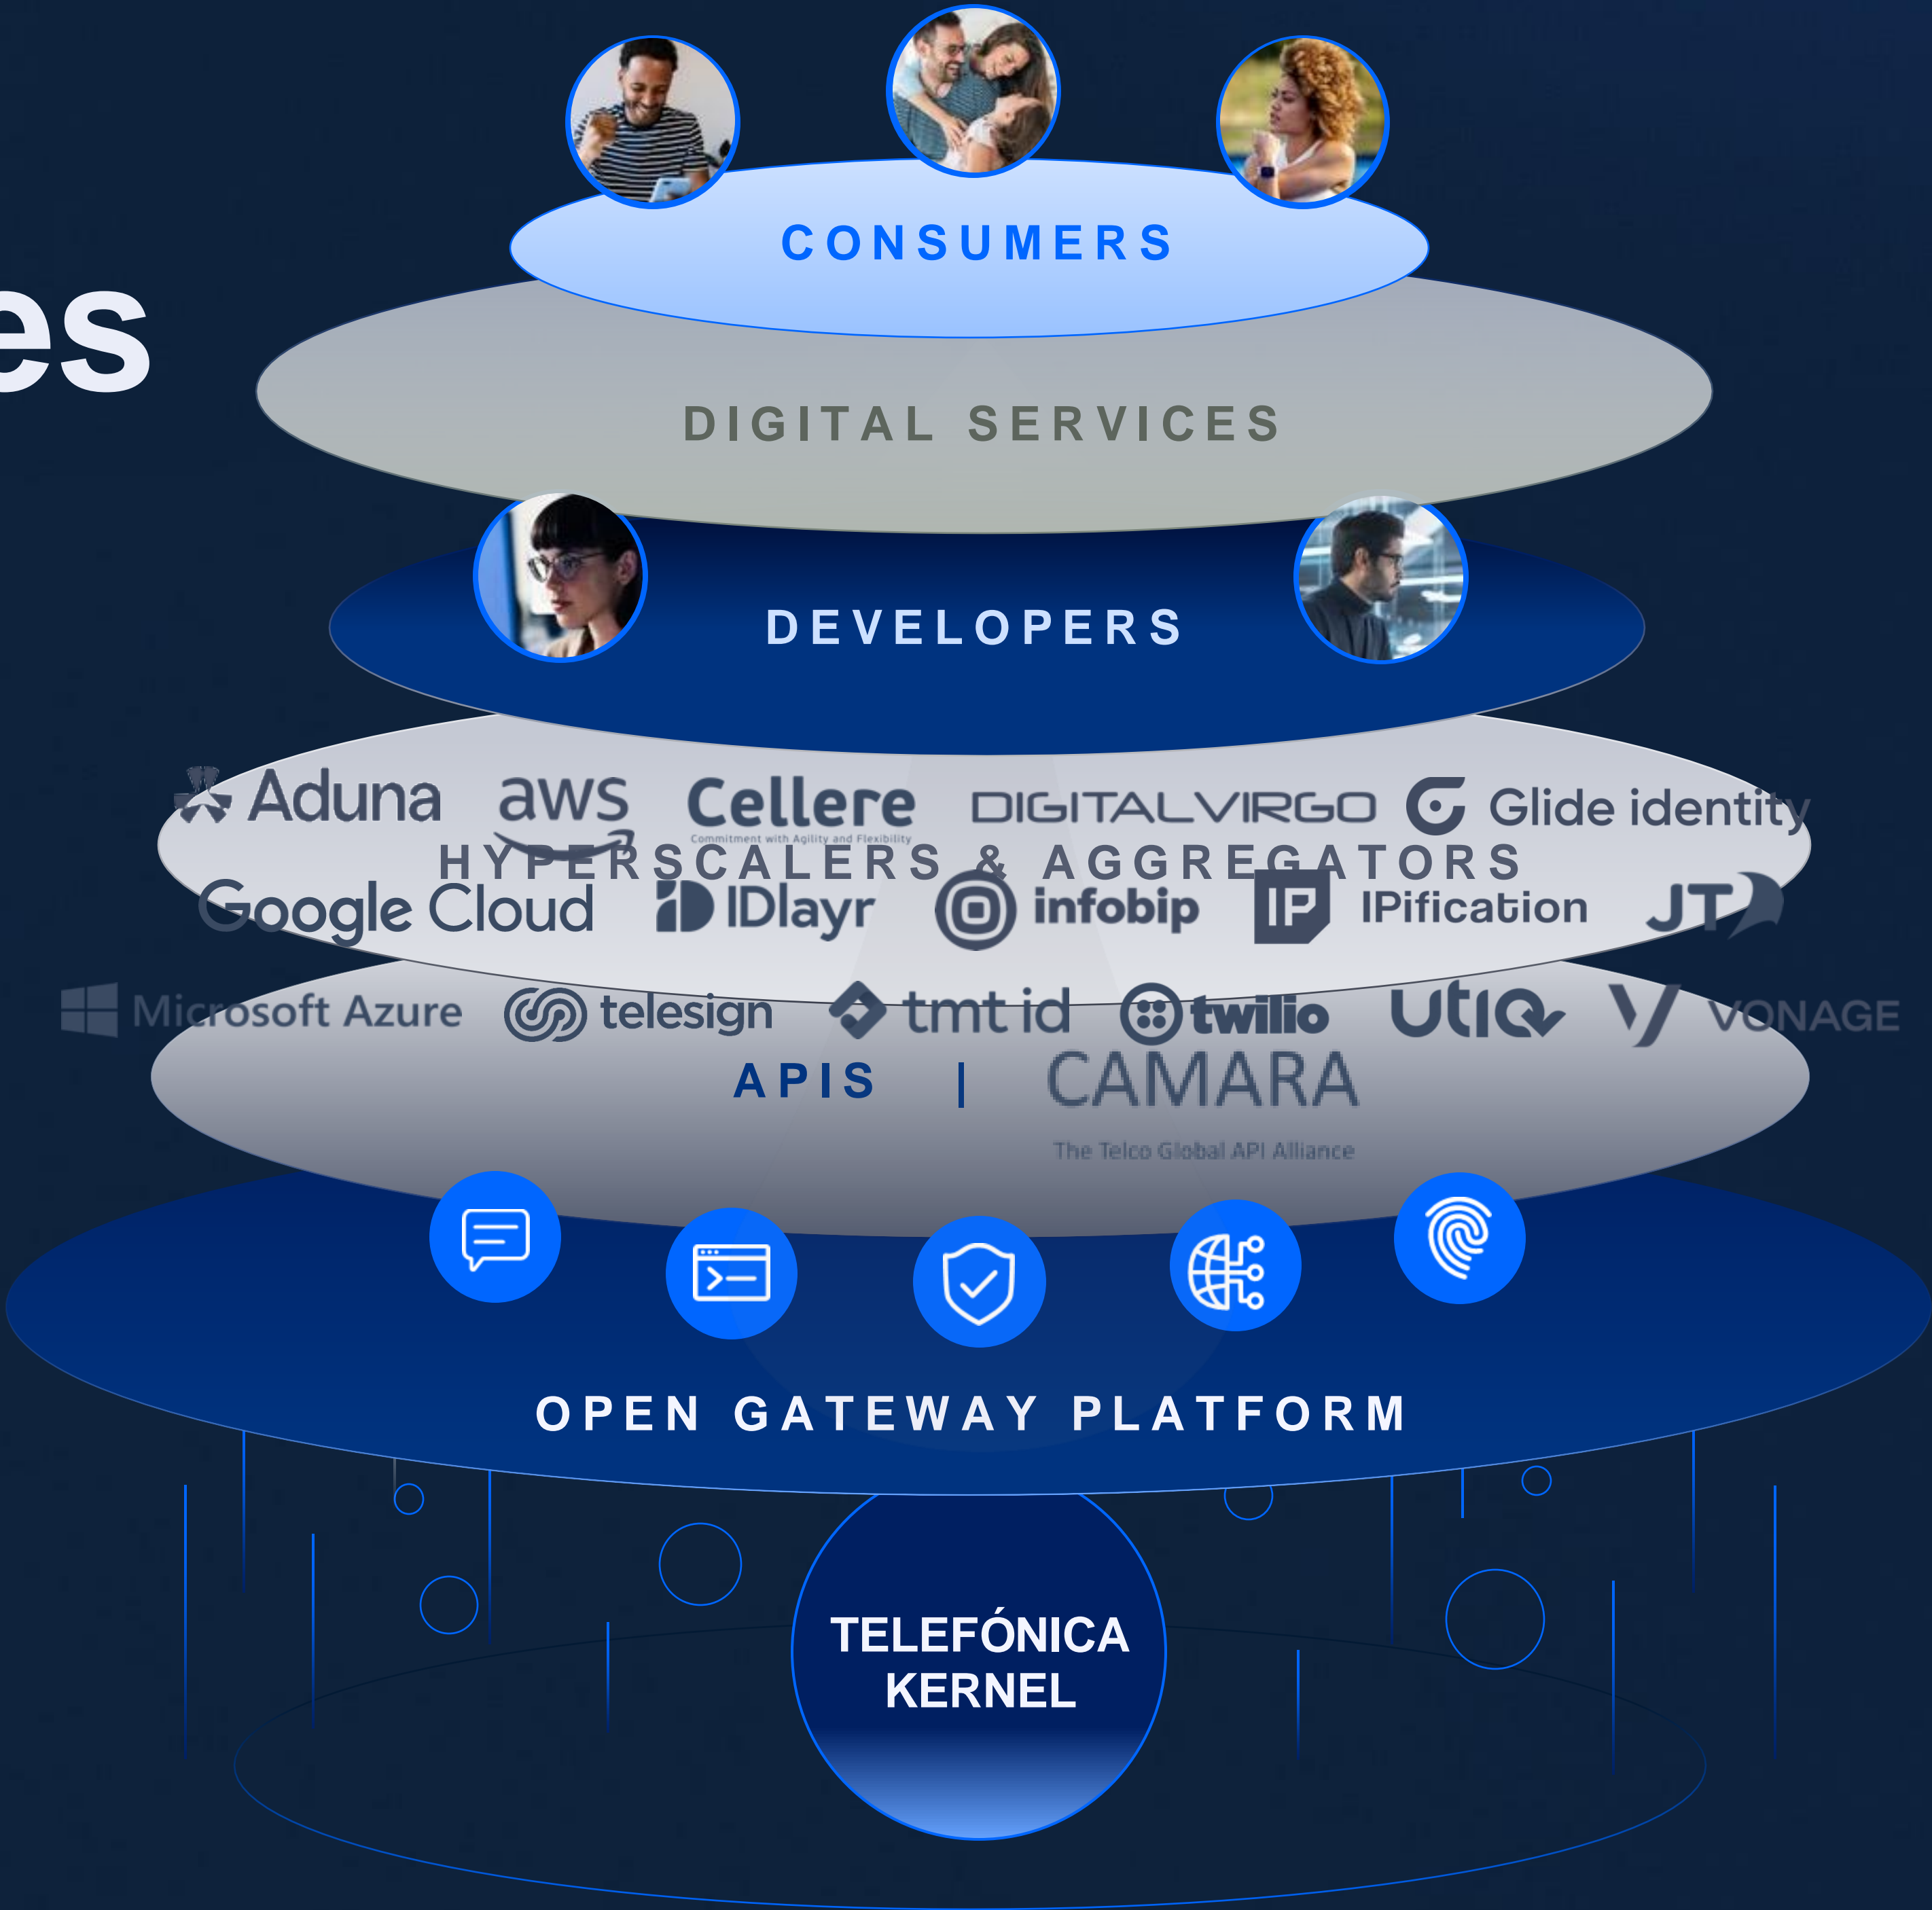 es
CONSUMERS
DIGITAL SERVICES
DEVELOPERS
Aduna aws Cellere DIGITALVIRGO Glide identity
Commitment with Agility and Flexibility
HYPERSCALERS & AGGREGATORS
Google Cloud IDlayr infobip IP IPification JT
Microsoft Azure telesign tmt id twilio utiq VONAGE
APIS | CAMARA
The Telco Global API Alliance
OPEN GATEWAY PLATFORM
TELEFÓNICA
KERNEL